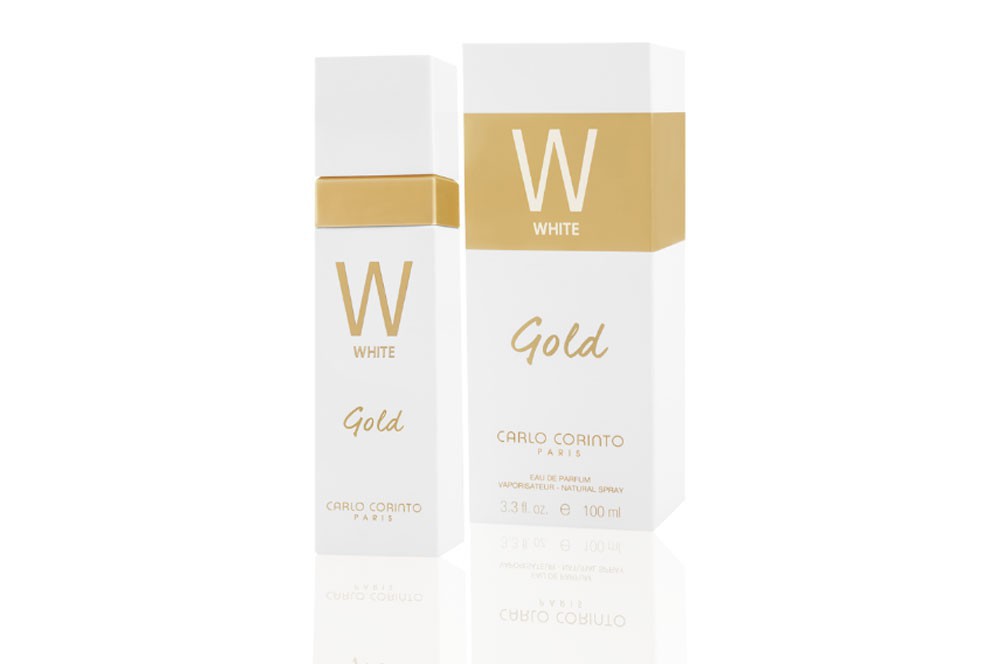 W
WHITE
Gold
CARLO CORINTO
PARIS
W
WHITE
Gold
CARLO CORINTO
PARIS
EAU DE PARFUM
VAPORISATEUR - NATURAL SPRAY
3.3 fl. oz. e 100 ml